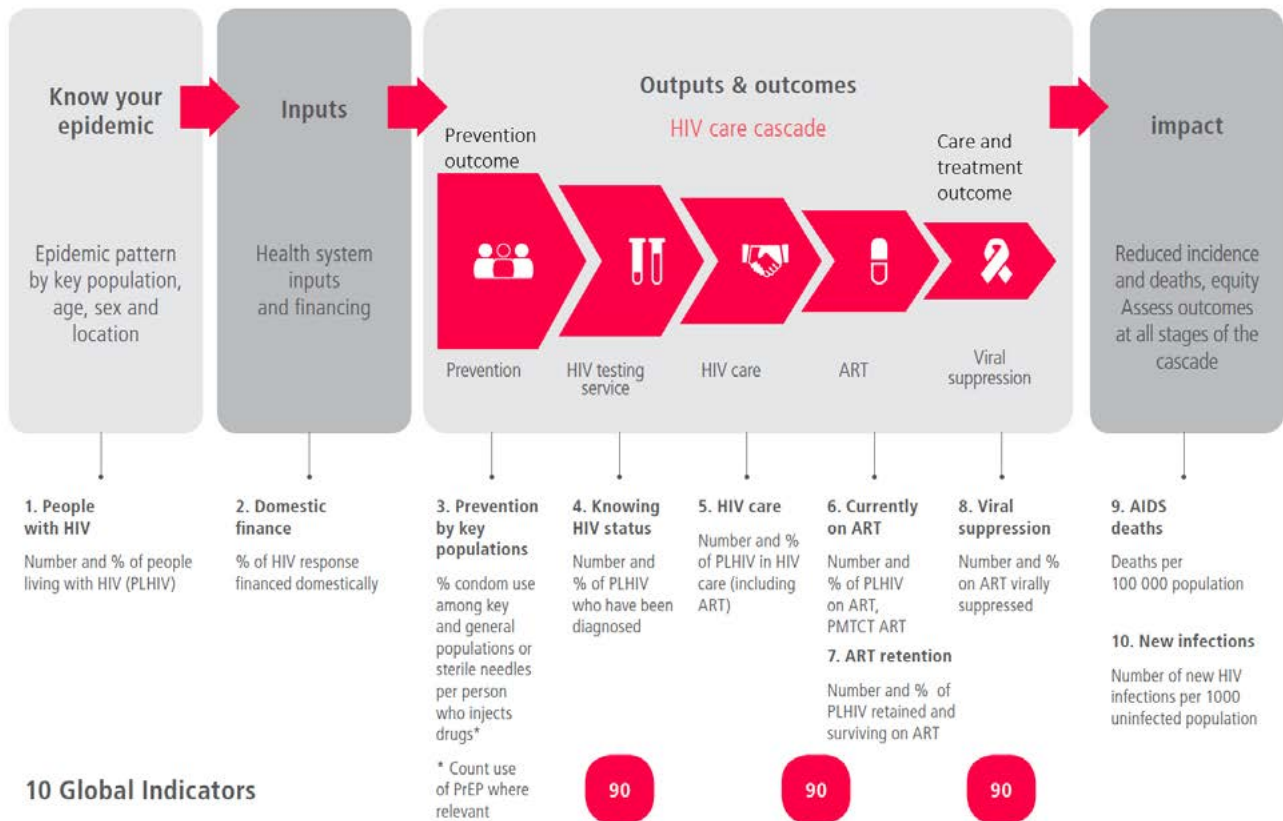 Know your
epidemic
Epidemic pattern
by key population,
age, sex and
location
Inputs
Health system
inputs
and financing
Outputs & outcomes
HIV care cascade
Prevention
outcome
Care and
treatment
outcome
Prevention
HIV testing
service
HIV care
ART
Viral
suppression
impact
Reduced incidence
and deaths, equity
Assess outcomes
at all stages of the
cascade
1. People
with HIV
Number and % of people
living with HIV (PLHIV)
2. Domestic
finance
% of HIV response
financed domestically
3. Prevention
by key
populations
% condom use
among key
and general
populations or
sterile needles
per person
who injects
drugs*
* Count use
of PrEP where
relevant
4. Knowing
HIV status
Number and
% of PLHIV
who have been
diagnosed
5. HIV care
Number and %
of PLHIV in HIV
care (including
ART)
6. Currently
on ART
Number and
% of PLHIV
on ART,
PMTCT ART
7. ART retention
Number and % of
PLHIV retained and
surviving on ART
8. Viral
suppression
Number and %
on ART virally
suppressed
9. AIDS
deaths
Deaths per
100 000 population
10. New infections
Number of new HIV
infections per 1000
uninfected population
10 Global Indicators
90
90
90